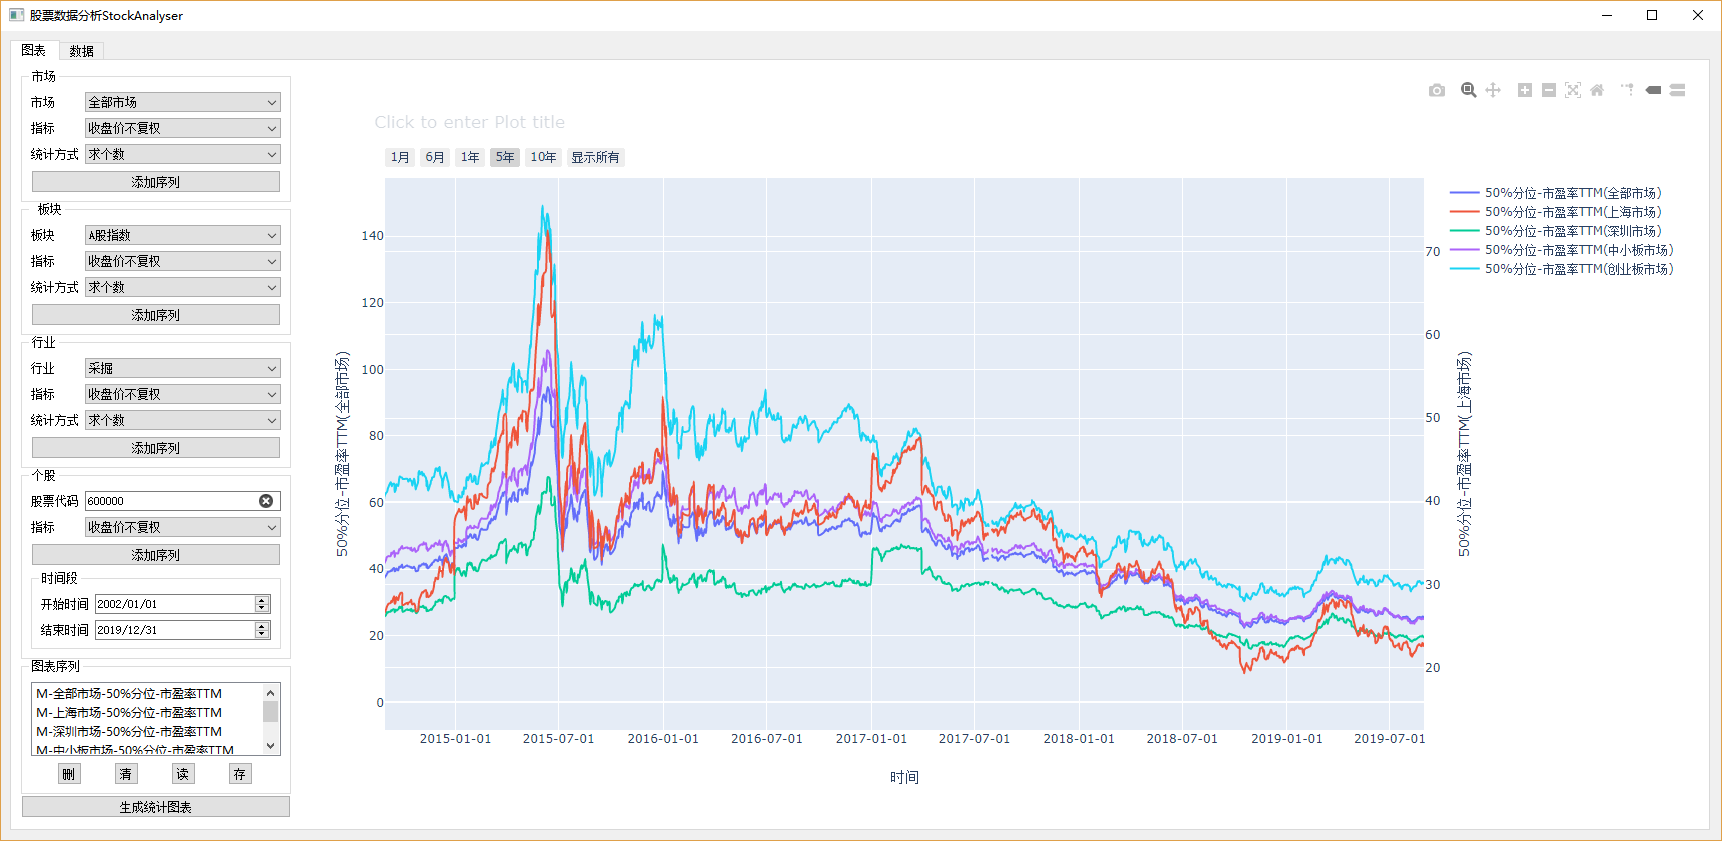 股票数据分析StockAnalyser
图表 数据
市场
市场 全部市场
指标 收盘价不复权
统计方式 求个数
添加序列
板块
板块 A股指数
指标 收盘价不复权
统计方式 求个数
添加序列
行业
行业 采掘
指标 收盘价不复权
统计方式 求个数
添加序列
个股
股票代码 600000
指标 收盘价不复权
添加序列
时间段
开始时间 2002/01/01
结束时间 2019/12/31
图表序列
M-全部市场-50%分位-市盈率TTM
M-上海市场-50%分位-市盈率TTM
M-深圳市场-50%分位-市盈率TTM
M-中小板市场-50%分位-市盈率TTM
删 清 读 存
生成统计图表
Click to enter Plot title
1月 6月 1年 5年 10年 显示所有
50%分位-市盈率TTM(全部市场)
140
120
100
80
60
40
20
0
2015-01-01 2015-07-01 2016-01-01 2016-07-01 2017-01-01 2017-07-01 2018-01-01 2018-07-01 2019-01-01 2019-07-01
时间
70
60
50
40
30
20
50%分位-市盈率TTM(上海市场)
50%分位-市盈率TTM(全部市场)
50%分位-市盈率TTM(上海市场)
50%分位-市盈率TTM(深圳市场)
50%分位-市盈率TTM(中小板市场)
50%分位-市盈率TTM(创业板市场)